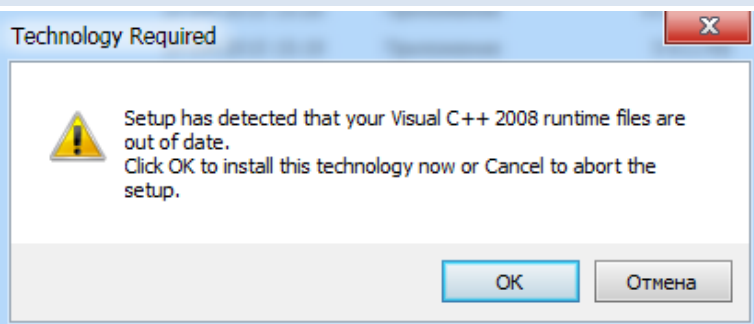 Technology Required
Setup has detected that your Visual C++ 2008 runtime files are
out of date.
Click OK to install this technology now or Cancel to abort the
setup.
OK
Отмена